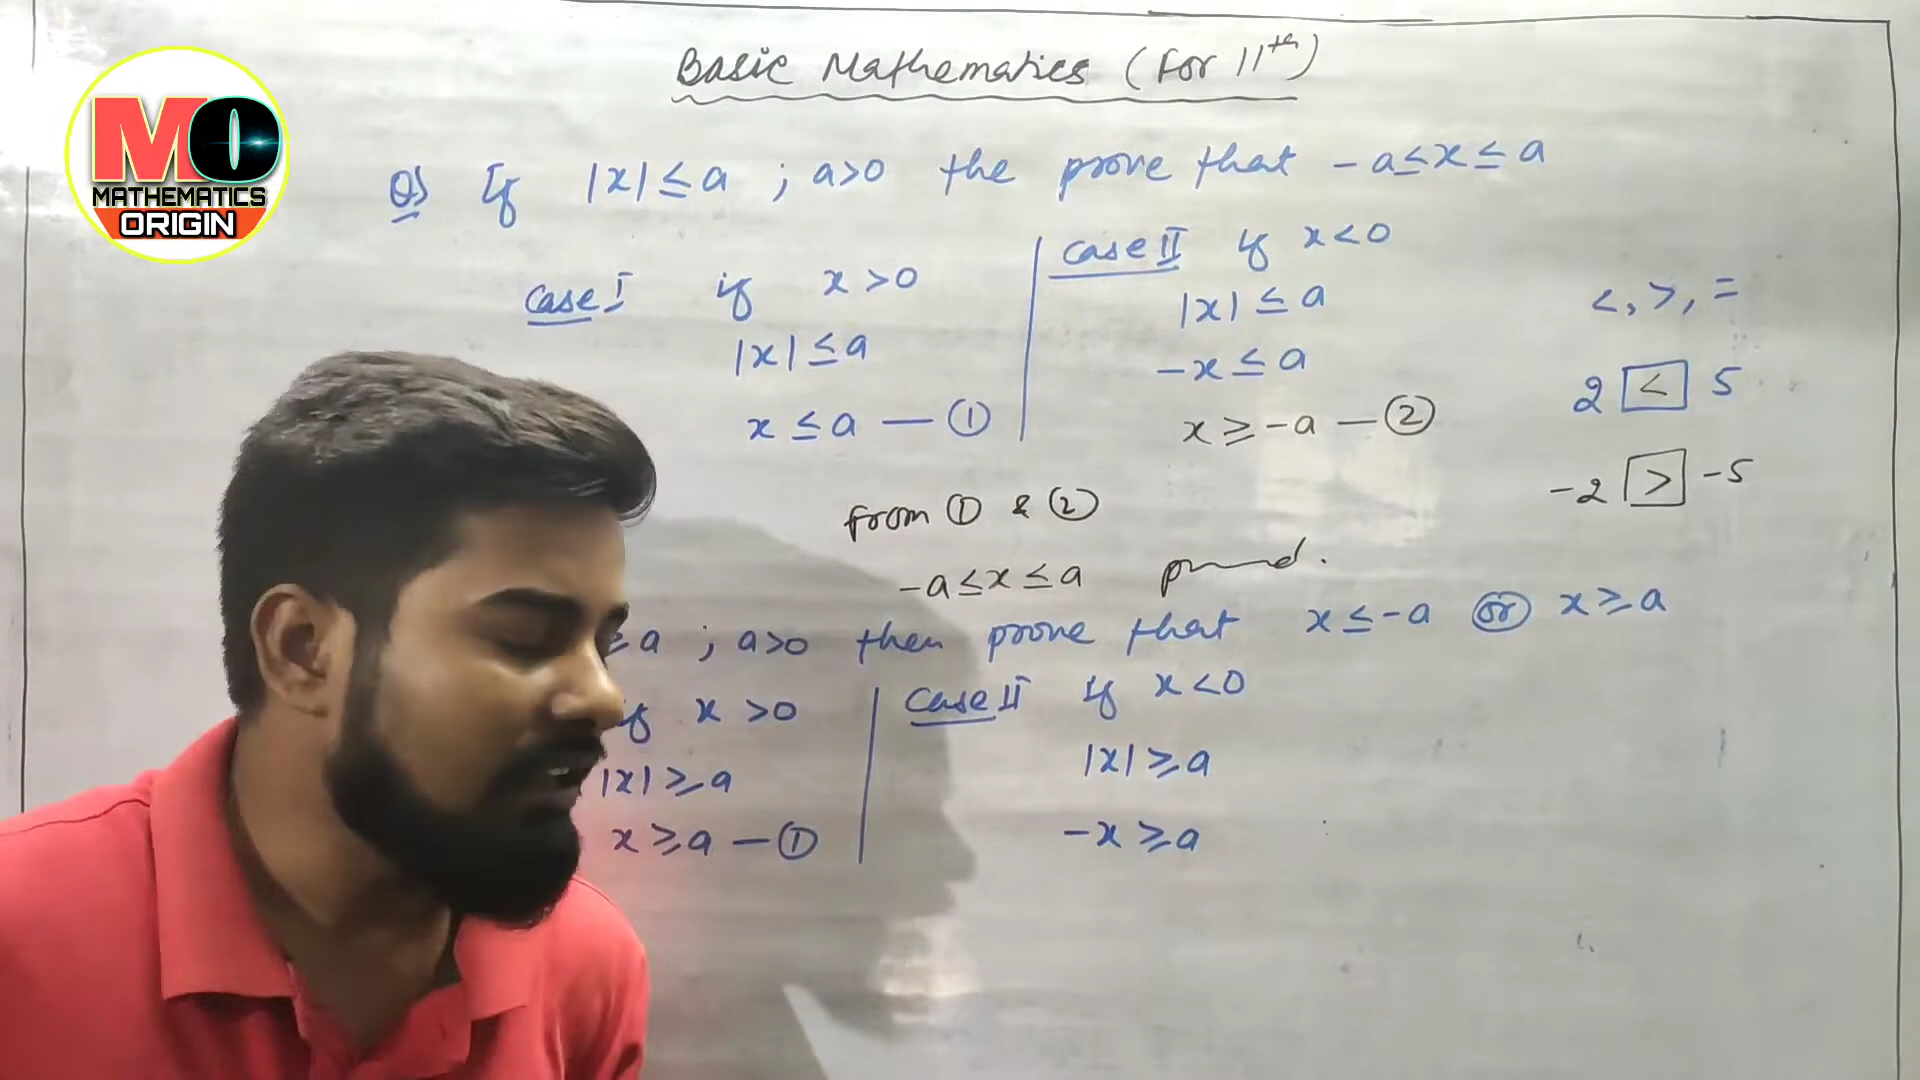 Basic Mathematics (For 11th)
MO
MATHEMATICS
ORIGIN
Q) If |x| ≤ a ; a>0 the prove that -a≤x≤a
Case I if x >0
|x| ≤ a
x ≤ a — ①
Case II if x<0
|x| ≤ a
-x ≤ a
x ≥ -a — ②
<, >, =
2 < 5
-2 > -5
From ① & ②
-a≤x≤a proved.
≥a ; a>0 then prove that x≤-a or x≥a
if x >0
|x| ≥ a
x ≥ a — ①
Case II if x<0
|x| ≥ a
-x ≥ a